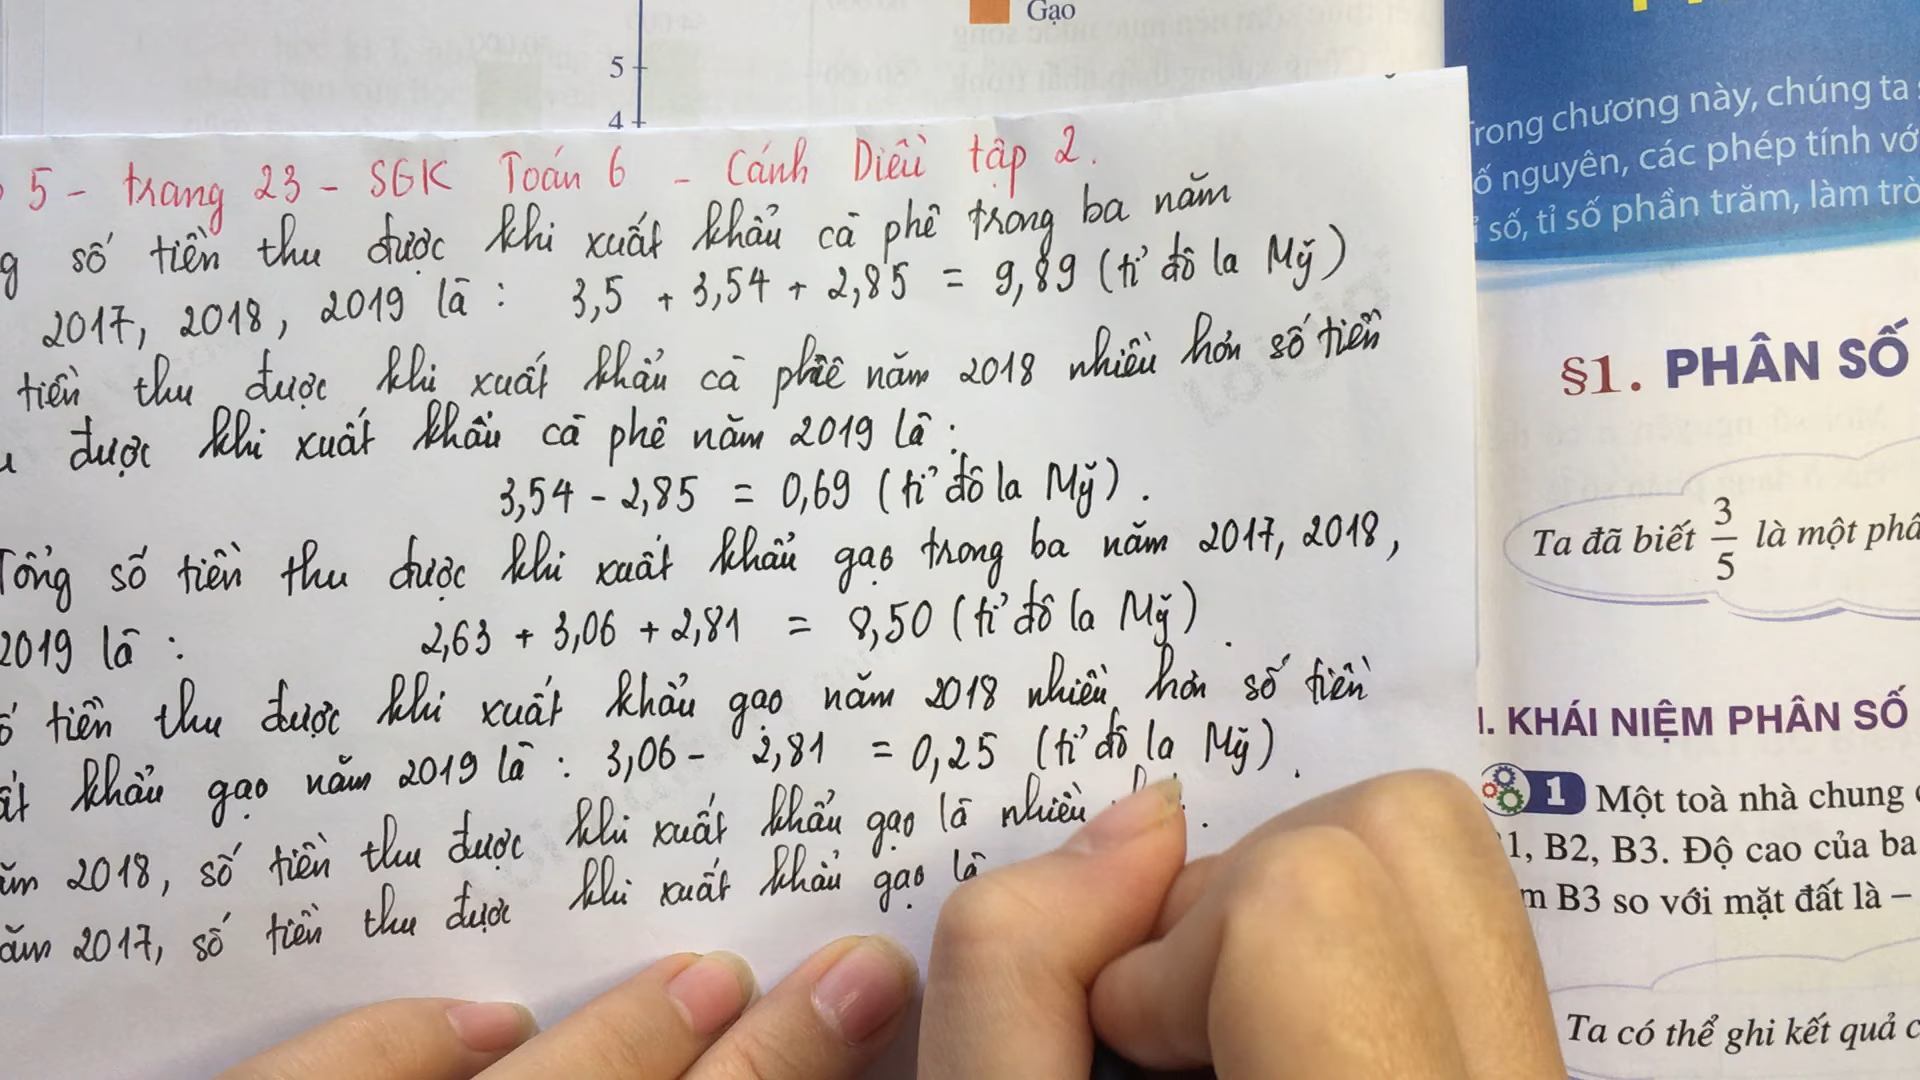 Gạo
5
4
5 - trang 23 - SGK Toán 6 - Cánh Diều tập 2.
g số tiền thu được khi xuất khẩu cà phê trong ba năm
2017, 2018, 2019 là : 3,5 + 3,54 + 2,85 = 9,89 (tỉ đô la Mỹ)
tiền thu được khi xuất khẩu cà phê năm 2018 nhiều hơn số tiền
u được khi xuất khẩu cà phê năm 2019 là :
3,54 - 2,85 = 0,69 (tỉ đô la Mỹ).
Tổng số tiền thu được khi xuất khẩu gạo trong ba năm 2017, 2018,
2019 là : 2,63 + 3,06 + 2,81 = 8,50 (tỉ đô la Mỹ).
ố tiền thu được khi xuất khẩu gạo năm 2018 nhiều hơn số tiền
ất khẩu gạo năm 2019 là : 3,06 - 2,81 = 0,25 (tỉ đô la Mỹ).
ăm 2018, số tiền thu được khi xuất khẩu gạo là nhiều
ăm 2017, số tiền thu được khi xuất khẩu gạo là
Trong chương này, chúng ta
ố nguyên, các phép tính vớ
ỉ số, tỉ số phần trăm, làm trò
§1. PHÂN SỐ
Ta đã biết 3/5 là một phâ
I. KHÁI NIỆM PHÂN SỐ
1 Một toà nhà chung c
B1, B2, B3. Độ cao của ba
m B3 so với mặt đất là –
Ta có thể ghi kết quả c